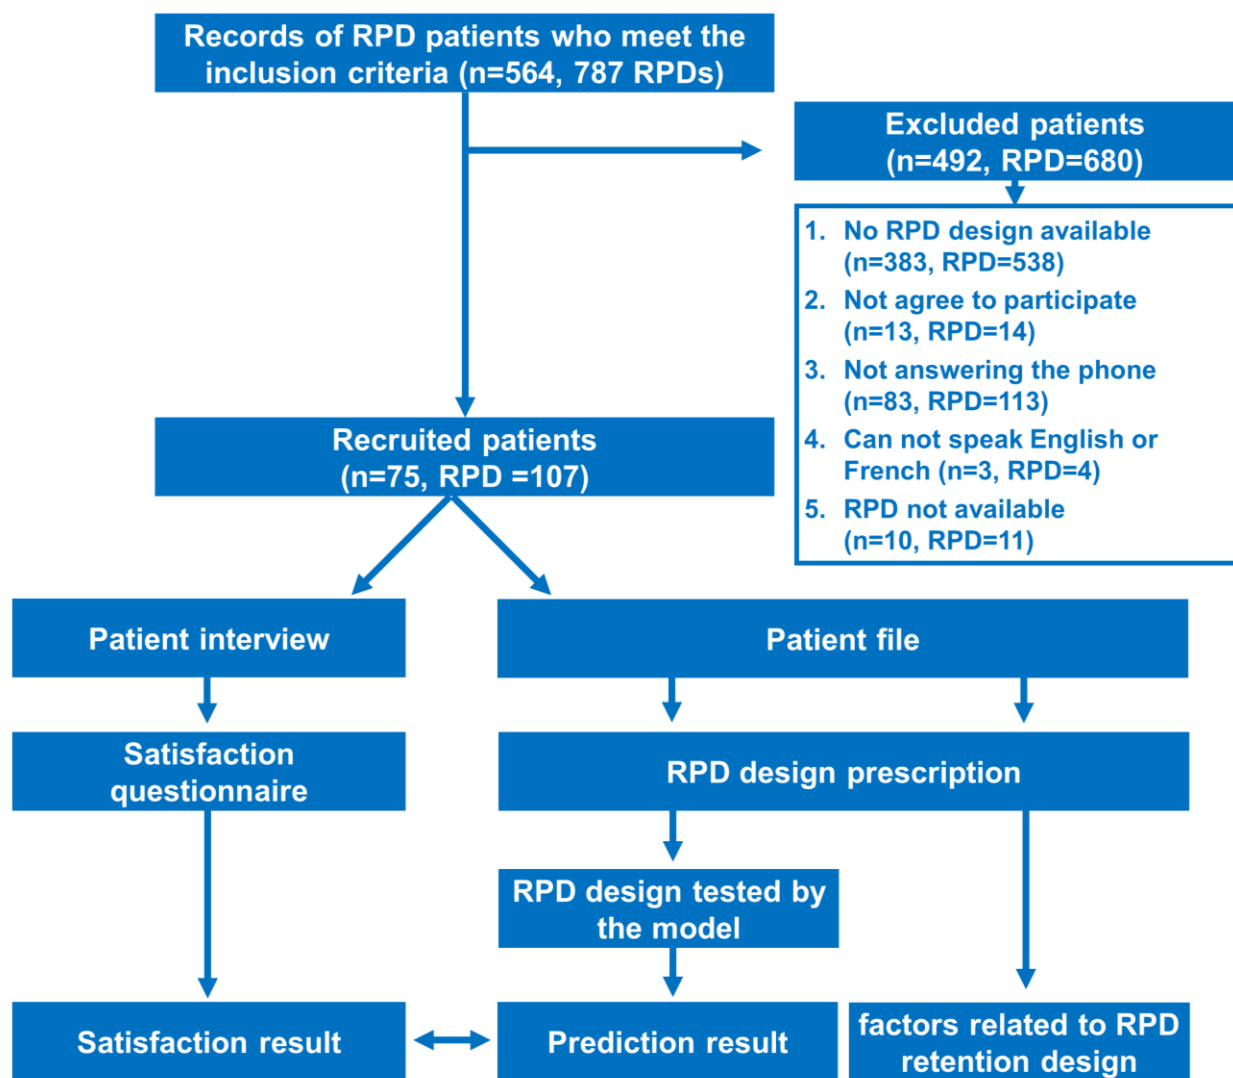 Records of RPD patients who meet the
inclusion criteria (n=564, 787 RPDs)
Excluded patients
(n=492, RPD=680)
1. No RPD design available
(n=383, RPD=538)
2. Not agree to participate
(n=13, RPD=14)
3. Not answering the phone
(n=83, RPD=113)
4. Can not speak English or
French (n=3, RPD=4)
5. RPD not available
(n=10, RPD=11)
Recruited patients
(n=75, RPD =107)
Patient interview
Patient file
Satisfaction
questionnaire
RPD design prescription
RPD design tested by
the model
Satisfaction result
Prediction result
factors related to RPD
retention design